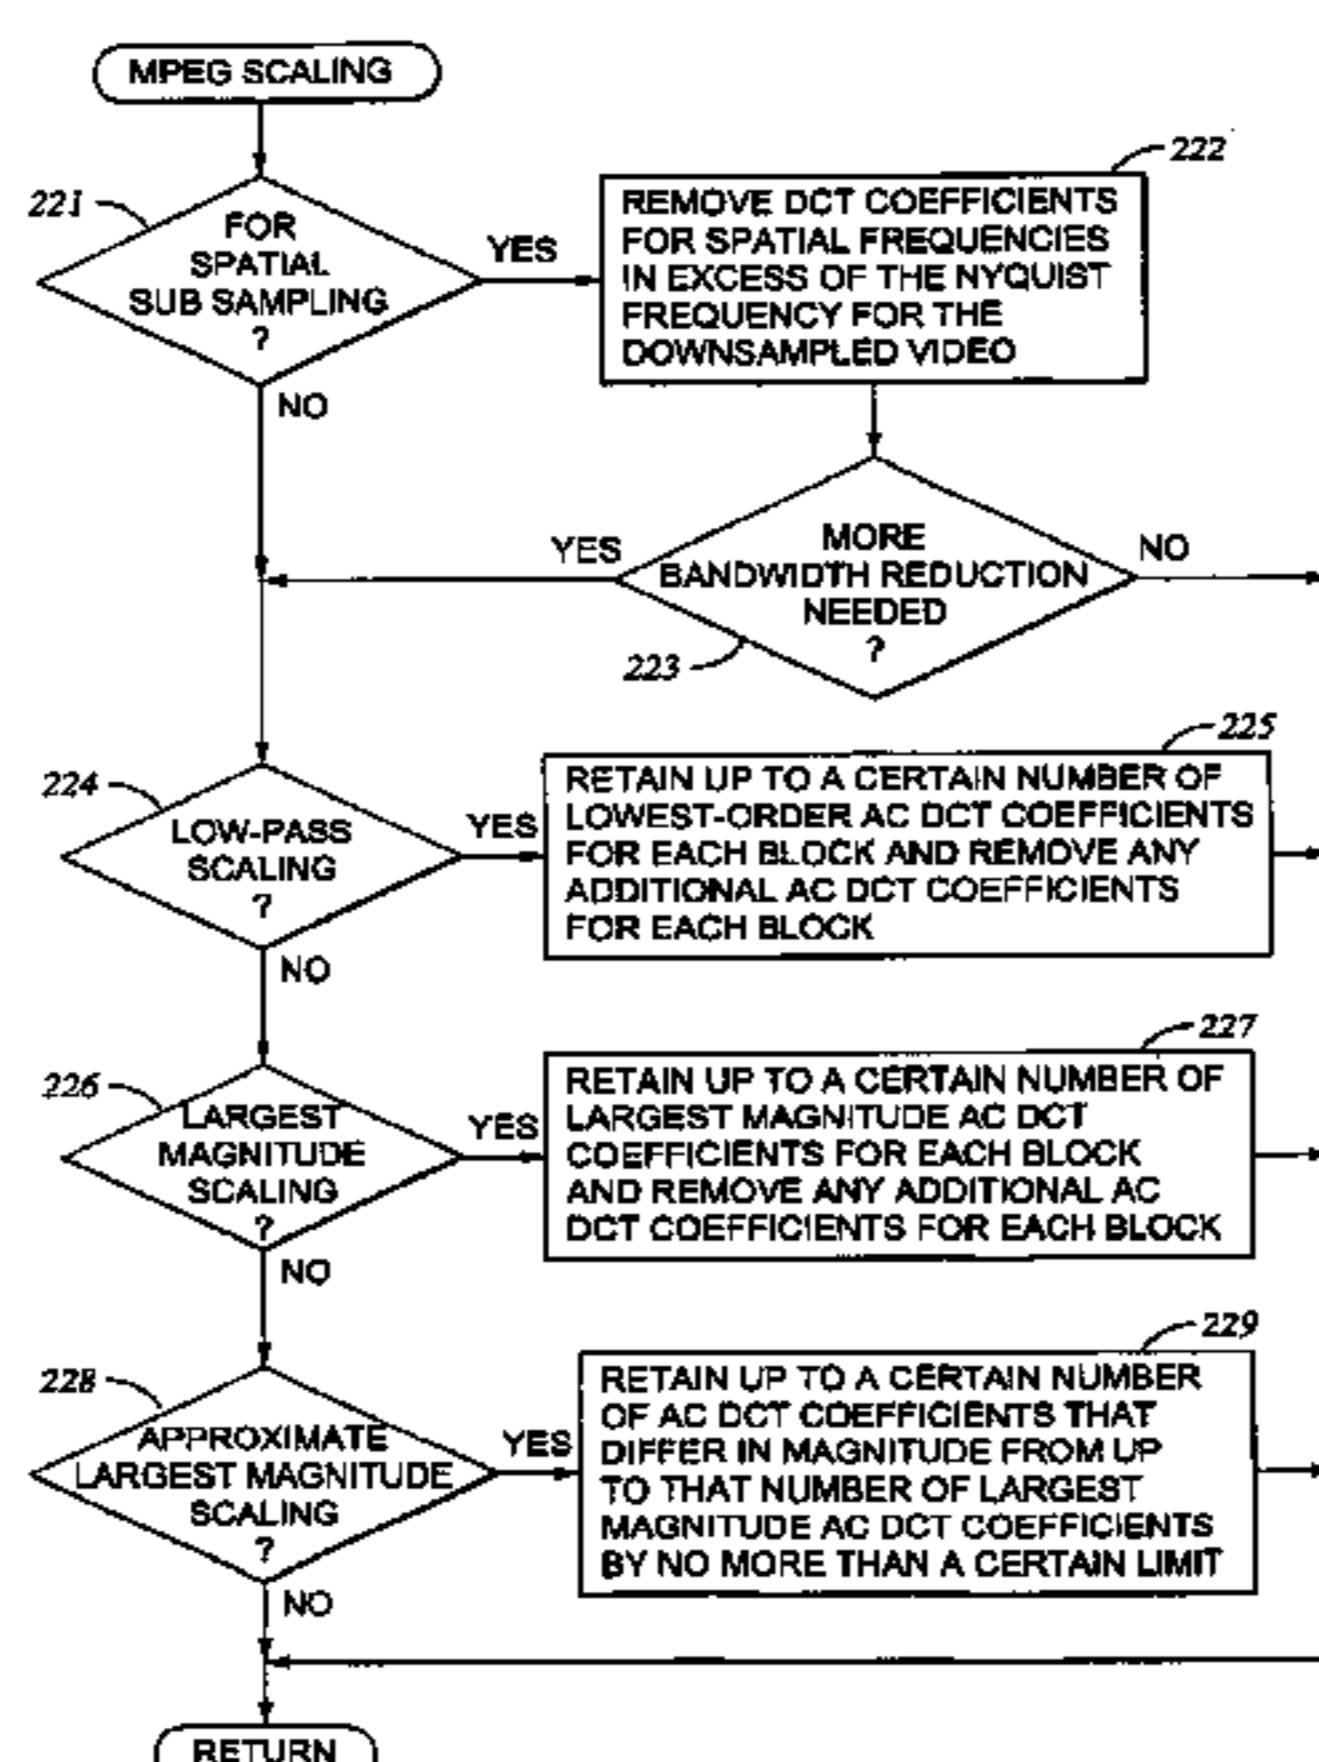 MPEG SCALING
221
FOR
SPATIAL
SUB SAMPLING
?
YES
NO
222
REMOVE DCT COEFFICIENTS
FOR SPATIAL FREQUENCIES
IN EXCESS OF THE NYQUIST
FREQUENCY FOR THE
DOWNSAMPLED VIDEO
YES
MORE
BANDWIDTH REDUCTION
NEEDED
?
NO
223
224
LOW-PASS
SCALING
?
YES
NO
225
RETAIN UP TO A CERTAIN NUMBER OF
LOWEST-ORDER AC DCT COEFFICIENTS
FOR EACH BLOCK AND REMOVE ANY
ADDITIONAL AC DCT COEFFICIENTS
FOR EACH BLOCK
226
LARGEST
MAGNITUDE
SCALING
?
YES
NO
227
RETAIN UP TO A CERTAIN NUMBER OF
LARGEST MAGNITUDE AC DCT
COEFFICIENTS FOR EACH BLOCK
AND REMOVE ANY ADDITIONAL AC
DCT COEFFICIENTS FOR EACH BLOCK
228
APPROXIMATE
LARGEST MAGNITUDE
SCALING
?
YES
NO
229
RETAIN UP TO A CERTAIN NUMBER
OF AC DCT COEFFICIENTS THAT
DIFFER IN MAGNITUDE FROM UP
TO THAT NUMBER OF LARGEST
MAGNITUDE AC DCT COEFFICIENTS
BY NO MORE THAN A CERTAIN LIMIT
RETURN